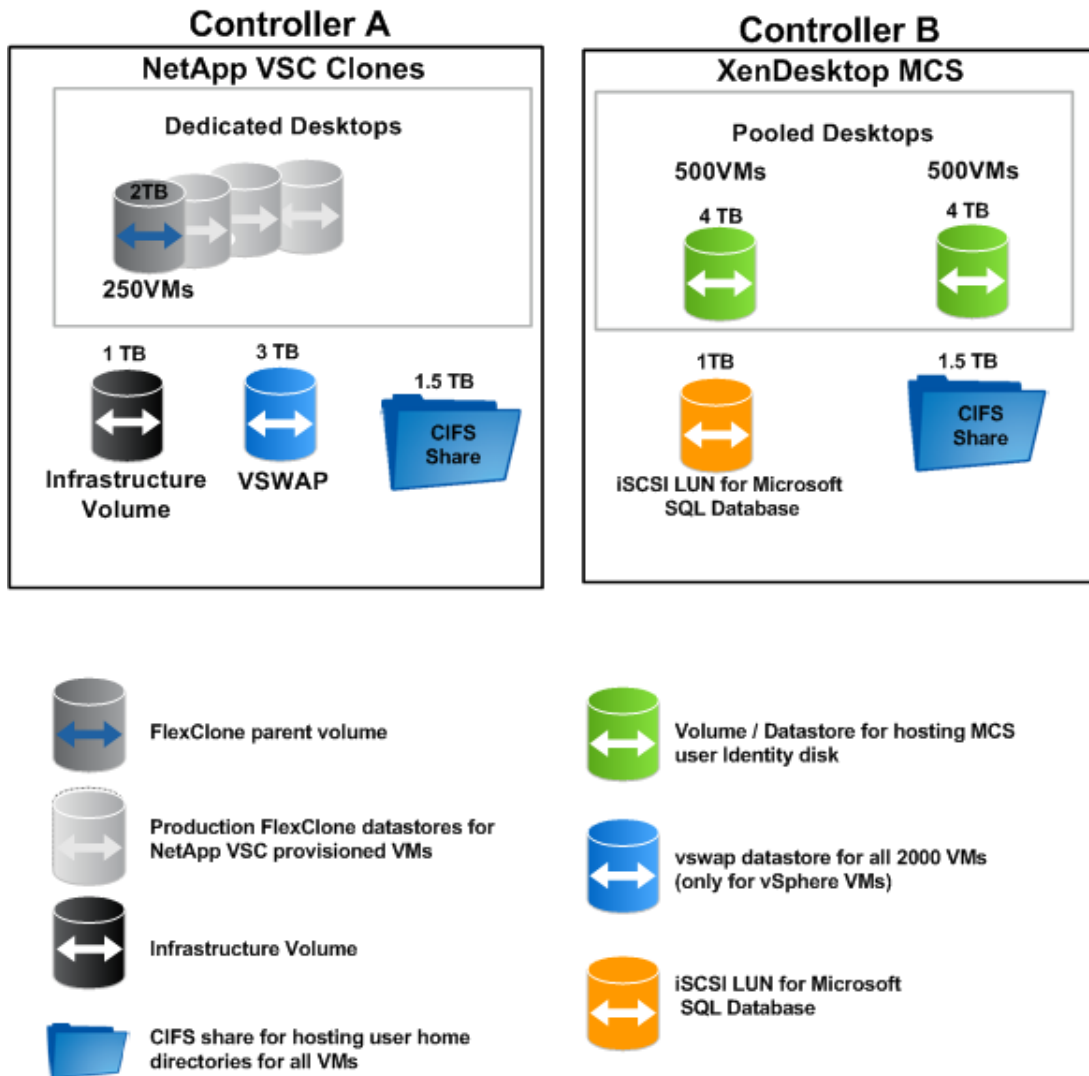 Controller A
NetApp VSC Clones
Dedicated Desktops
2TB
250VMs
1 TB
3 TB
1.5 TB
CIFS
Share
Infrastructure
Volume
VSWAP
Controller B
XenDesktop MCS
Pooled Desktops
500VMs
500VMs
4 TB
4 TB
1TB
1.5 TB
CIFS
Share
iSCSI LUN for Microsoft
SQL Database
FlexClone parent volume
Production FlexClone datastores for
NetApp VSC provisioned VMs
Infrastructure Volume
CIFS share for hosting user home
directories for all VMs
Volume / Datastore for hosting MCS
user Identity disk
vswap datastore for all 2000 VMs
(only for vSphere VMs)
iSCSI LUN for Microsoft
SQL Database